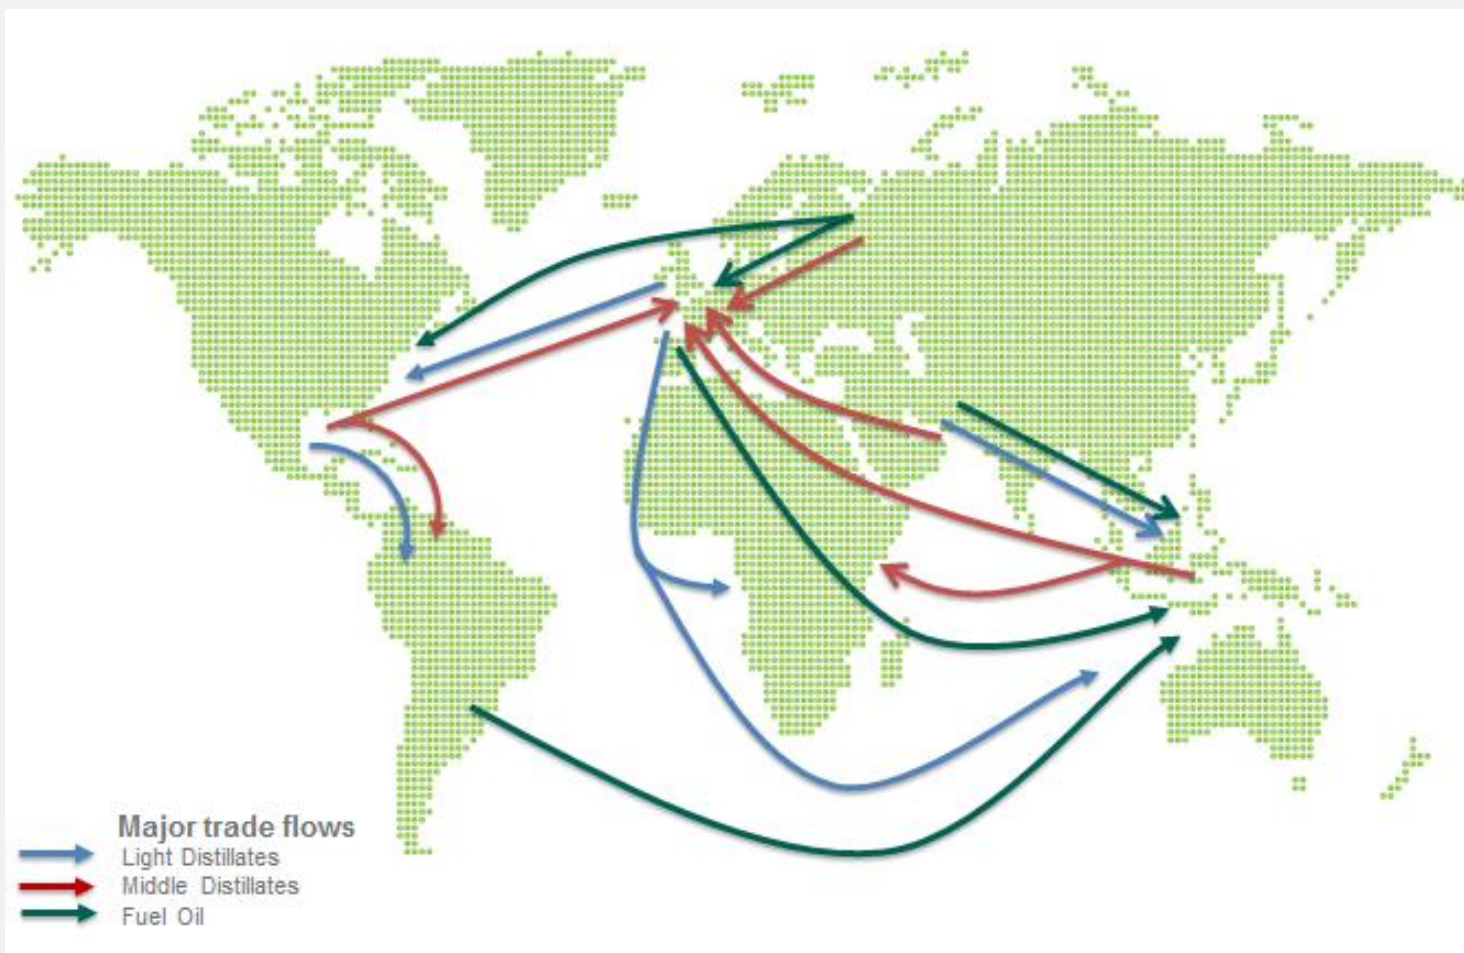 Major trade flows
Light Distillates
Middle Distillates
Fuel Oil